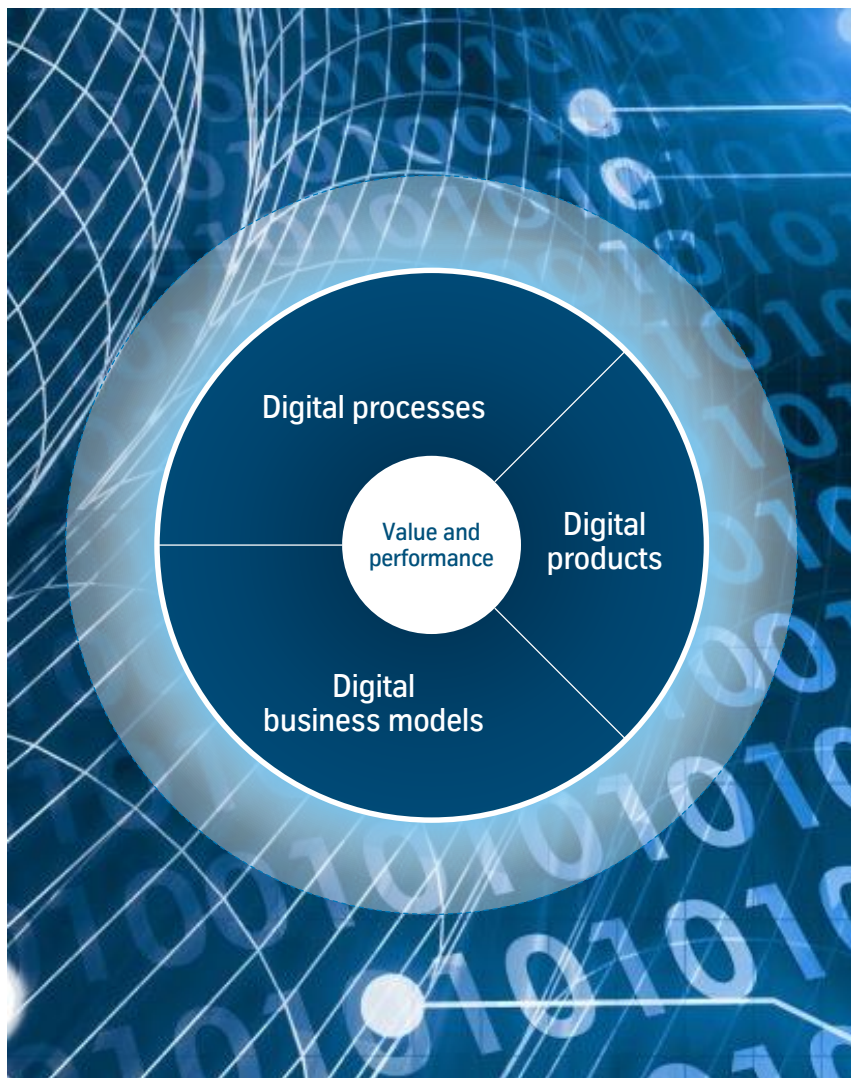 Digital processes
Value and
performance
Digital
products
Digital
business models